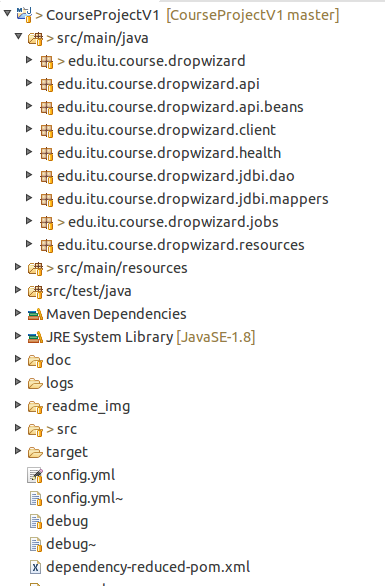 > CourseProjectV1 [CourseProjectV1 master]
> src/main/java
> edu.itu.course.dropwizard
edu.itu.course.dropwizard.api
edu.itu.course.dropwizard.api.beans
edu.itu.course.dropwizard.client
edu.itu.course.dropwizard.health
edu.itu.course.dropwizard.jdbi.dao
edu.itu.course.dropwizard.jdbi.mappers
> edu.itu.course.dropwizard.jobs
edu.itu.course.dropwizard.resources
> src/main/resources
src/test/java
Maven Dependencies
JRE System Library [JavaSE-1.8]
doc
logs
readme_img
> src
target
config.yml
config.yml~
debug
debug~
dependency-reduced-pom.xml